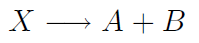 X ⟶ A + B